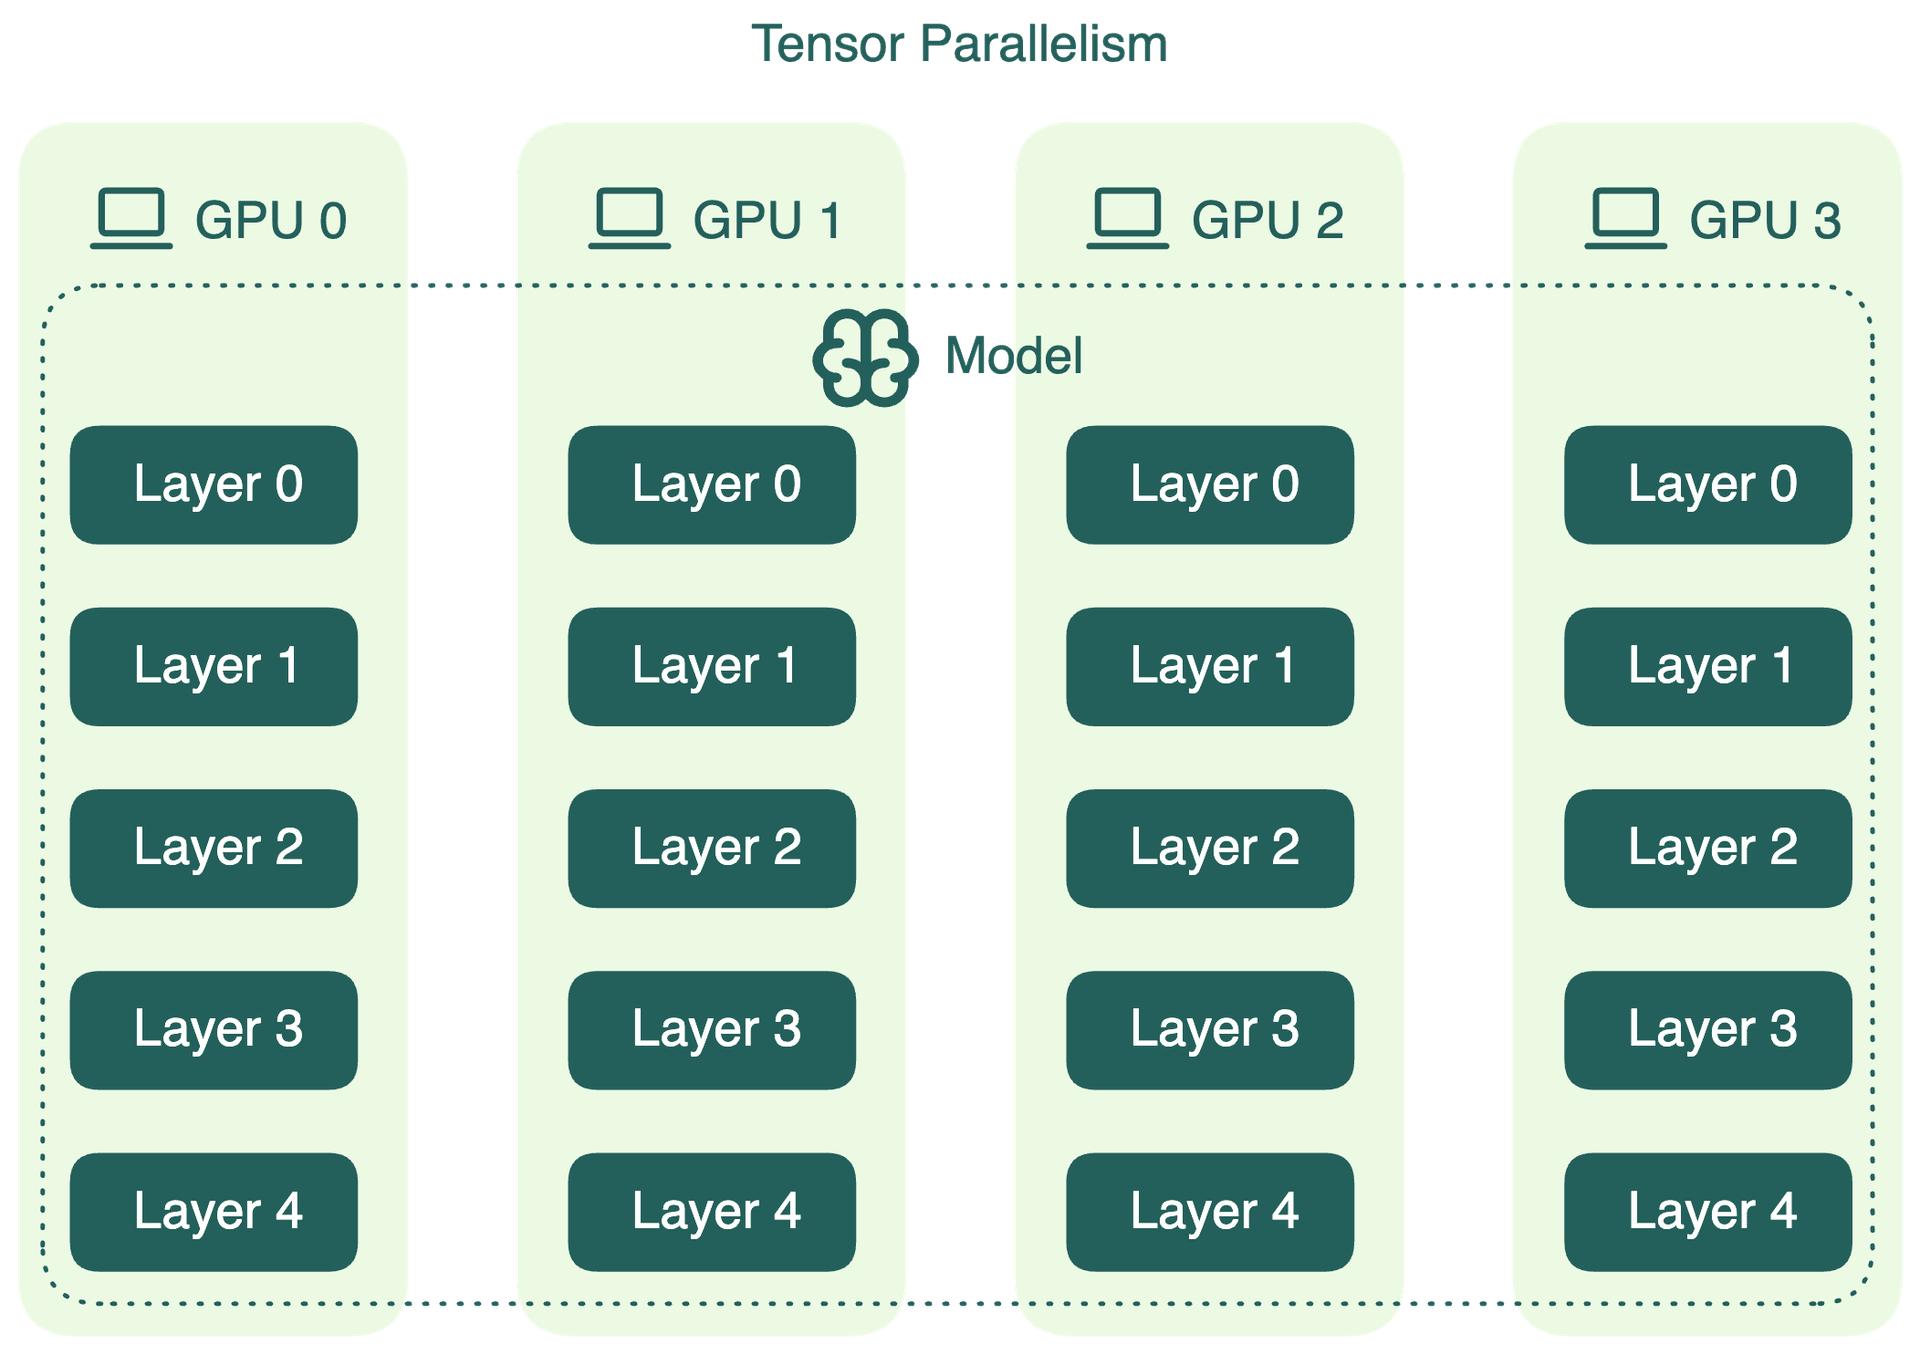 Tensor Parallelism
GPU 0 GPU 1 GPU 2 GPU 3
Model
Layer 0 Layer 0 Layer 0 Layer 0
Layer 1 Layer 1 Layer 1 Layer 1
Layer 2 Layer 2 Layer 2 Layer 2
Layer 3 Layer 3 Layer 3 Layer 3
Layer 4 Layer 4 Layer 4 Layer 4